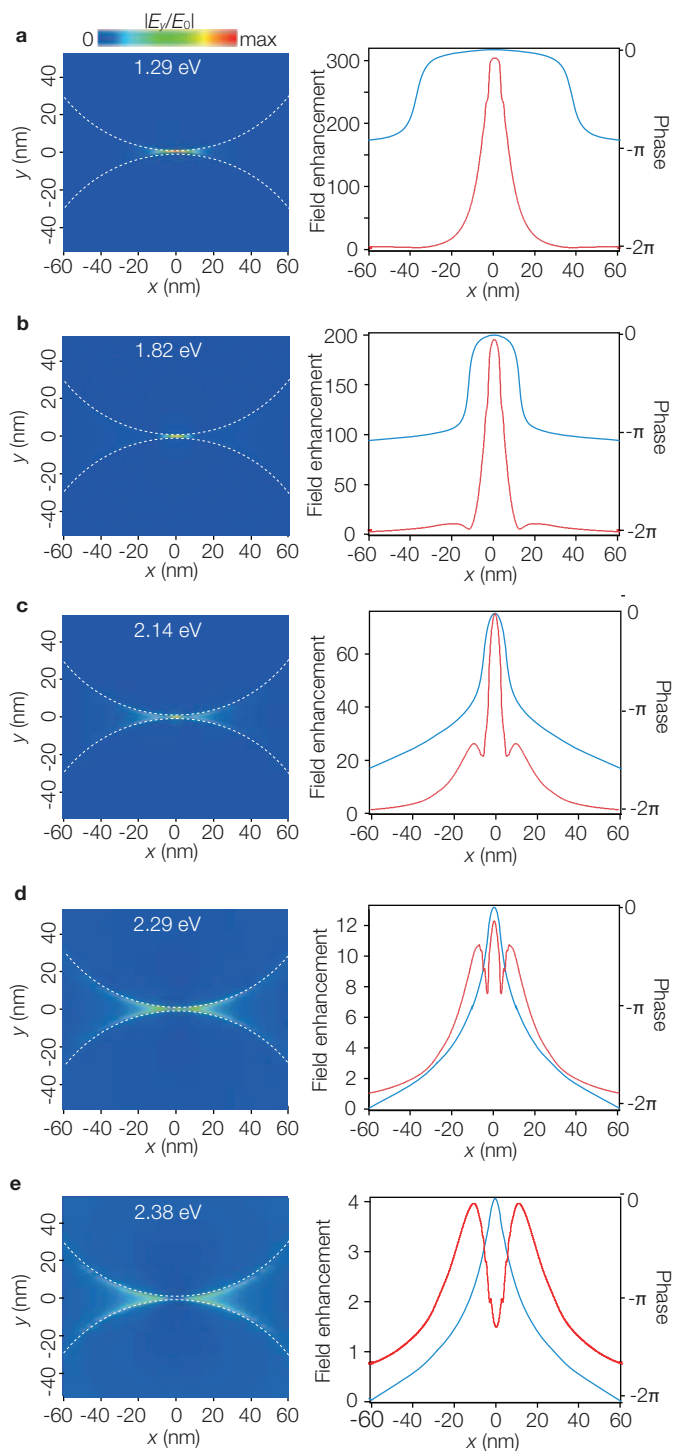 |Ey/E0|
0 max
a
1.29 eV
40
20
0
-20
-40
y (nm)
-60 -40 -20 0 20 40 60
x (nm)
300
250
200
150
100
0
Field enhancement
0
-π
-2π
Phase
-60 -40 -20 0 20 40 60
x (nm)
b
1.82 eV
40
20
0
-20
-40
y (nm)
-60 -40 -20 0 20 40 60
x (nm)
200
150
100
50
0
Field enhancement
0
-π
-2π
Phase
-60 -40 -20 0 20 40 60
x (nm)
c
2.14 eV
40
20
0
-20
-40
y (nm)
-60 -40 -20 0 20 40 60
x (nm)
60
40
20
0
Field enhancement
-
0
-π
-2π
Phase
-60 -40 -20 0 20 40 60
x (nm)
d
2.29 eV
40
20
0
-20
-40
y (nm)
-60 -40 -20 0 20 40 60
x (nm)
12
10
8
6
4
2
0
Field enhancement
-
0
-π
-2π
Phase
-60 -40 -20 0 20 40 60
x (nm)
e
2.38 eV
40
20
0
-20
-40
y (nm)
-60 -40 -20 0 20 40 60
x (nm)
4
3
2
1
0
Field enhancement
-
0
-π
-2π
Phase
-60 -40 -20 0 20 40 60
x (nm)